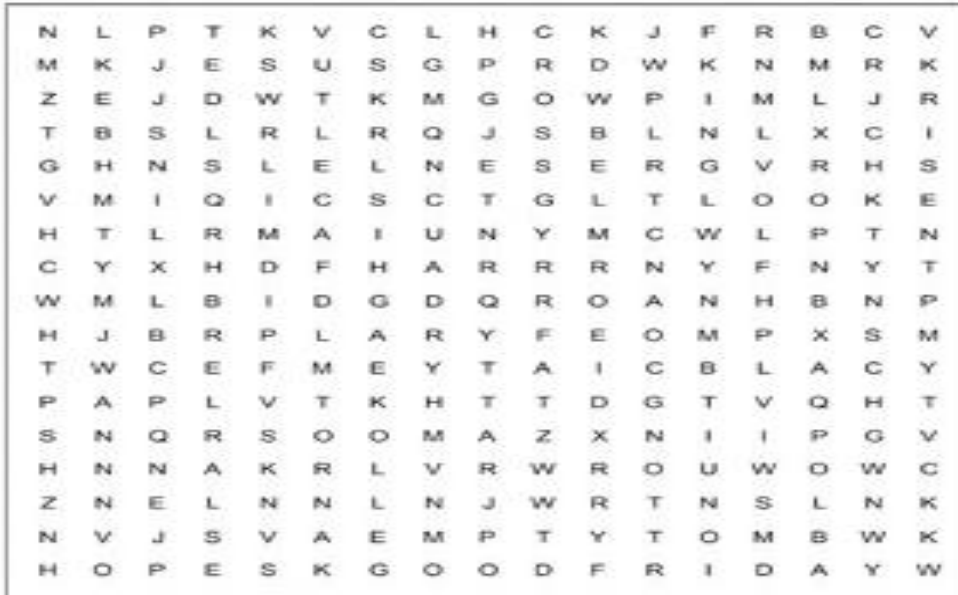 N L P T K V C L H C K J F R B C V
M K J E S U S G P R D W K N M R K
Z E J D W T K M G O W P I M L J R
T B S L R L R Q J S B L N L X C I
G H N S L E L N E S E R G V R H S
V M I Q I C S C T G L T L O O K E
H T L R M A I U N Y M C W L P T N
C Y X H D F H A R R R N Y F N Y T
W M L B I D G D Q R O A N H B N P
H J B R P L A R Y F E O M P X S M
T W C E F M E Y T A I C B L A C Y
P A P L V T K H T T D G T V Q H T
S N Q R S O O M A Z X N I I P G V
H N N A K R L V R W R O U W O W C
Z N E L N N L N J W R T N S L N K
N V J S V A E M P T Y T O M B W K
H O P E S K G O O D F R I D A Y W